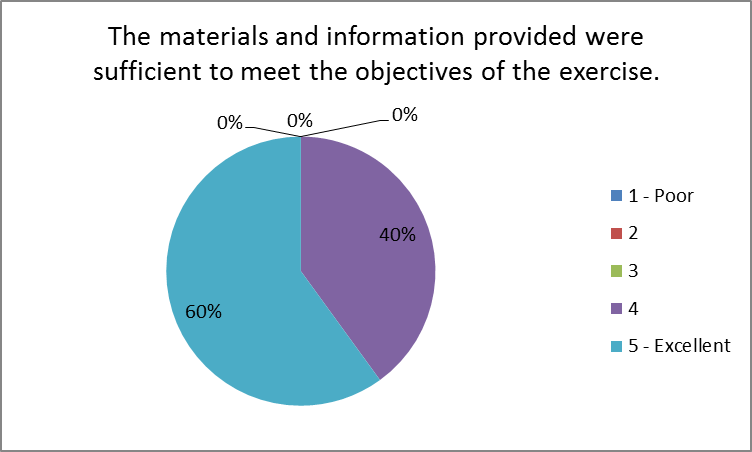 The materials and information provided were
sufficient to meet the objectives of the exercise.
0%
0%
0%
40%
60%
1 - Poor
2
3
4
5 - Excellent